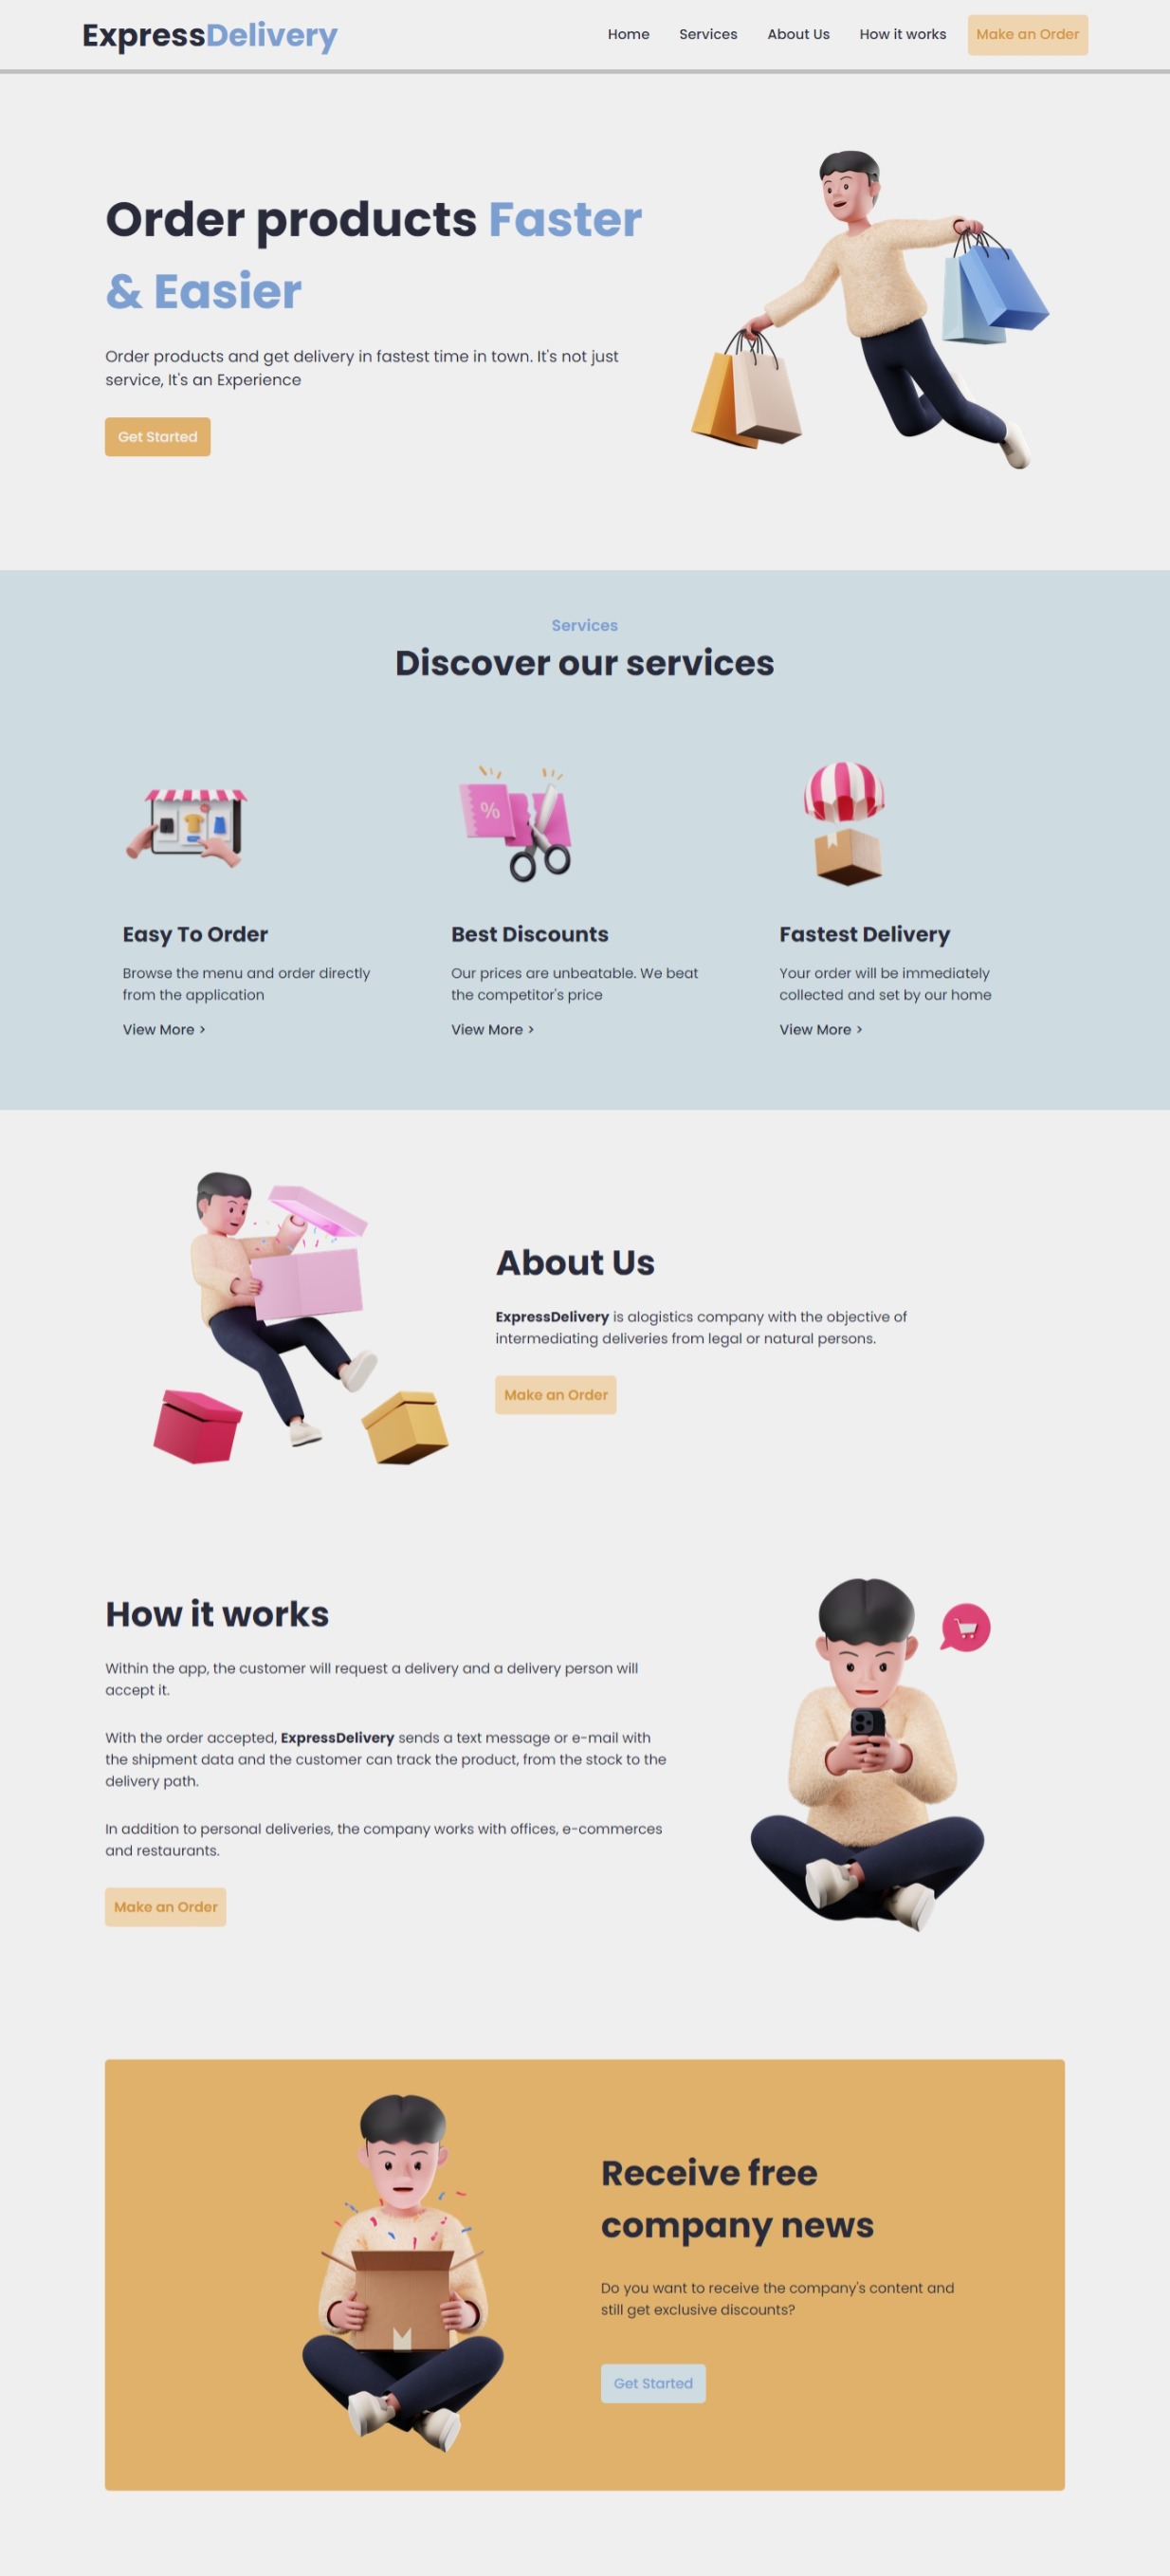 ExpressDelivery
Home Services About Us How it works Make an Order
Order products Faster
& Easier
Order products and get delivery in fastest time in town. It's not just
service, It's an Experience
Get Started
Services
Discover our services
%
Easy To Order
Browse the menu and order directly
from the application
View More >
Best Discounts
Our prices are unbeatable. We beat
the competitor's price
View More >
Fastest Delivery
Your order will be immediately
collected and set by our home
View More >
About Us
ExpressDelivery is alogistics company with the objective of
intermediating deliveries from legal or natural persons.
Make an Order
How it works
Within the app, the customer will request a delivery and a delivery person will
accept it.
With the order accepted, ExpressDelivery sends a text message or e-mail with
the shipment data and the customer can track the product, from the stock to the
delivery path.
In addition to personal deliveries, the company works with offices, e-commerces
and restaurants.
Make an Order
Receive free
company news
Do you want to receive the company's content and
still get exclusive discounts?
Get Started